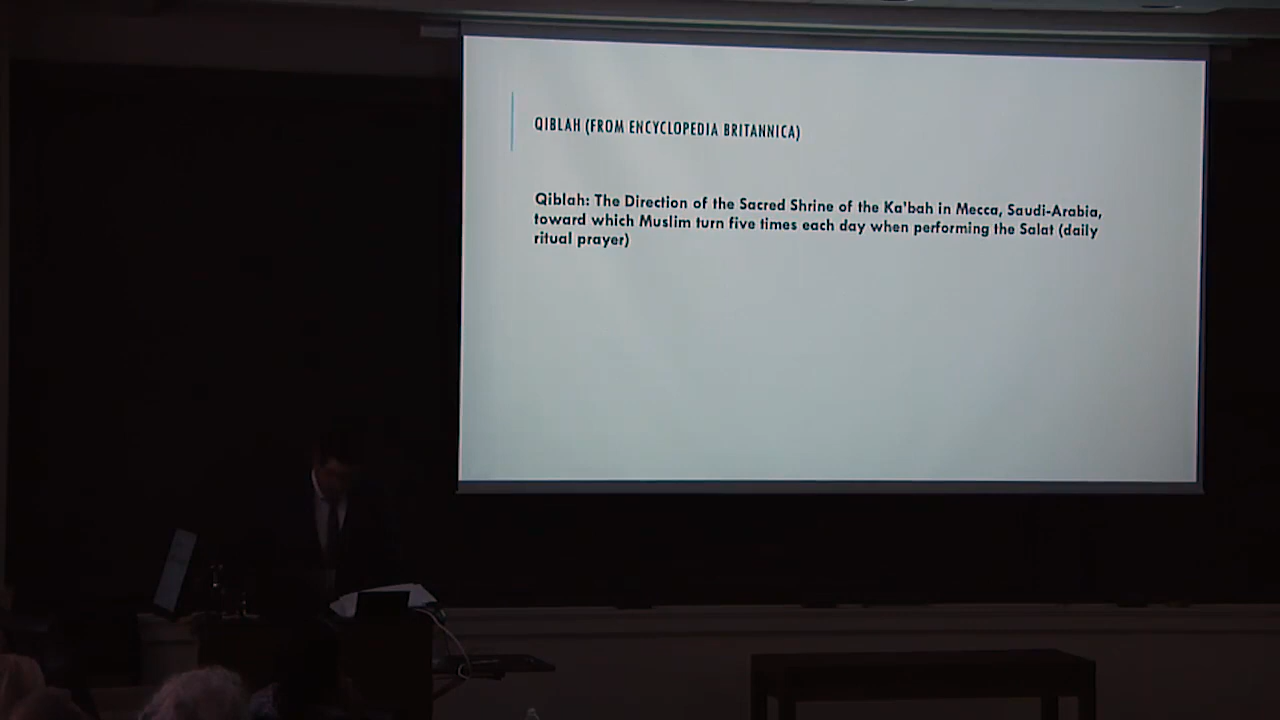 QIBLAH (FROM ENCYCLOPEDIA BRITANNICA)
Qiblah: The Direction of the Sacred Shrine of the Ka'bah in Mecca, Saudi-Arabia,
toward which Muslim turn five times each day when performing the Salat (daily
ritual prayer)